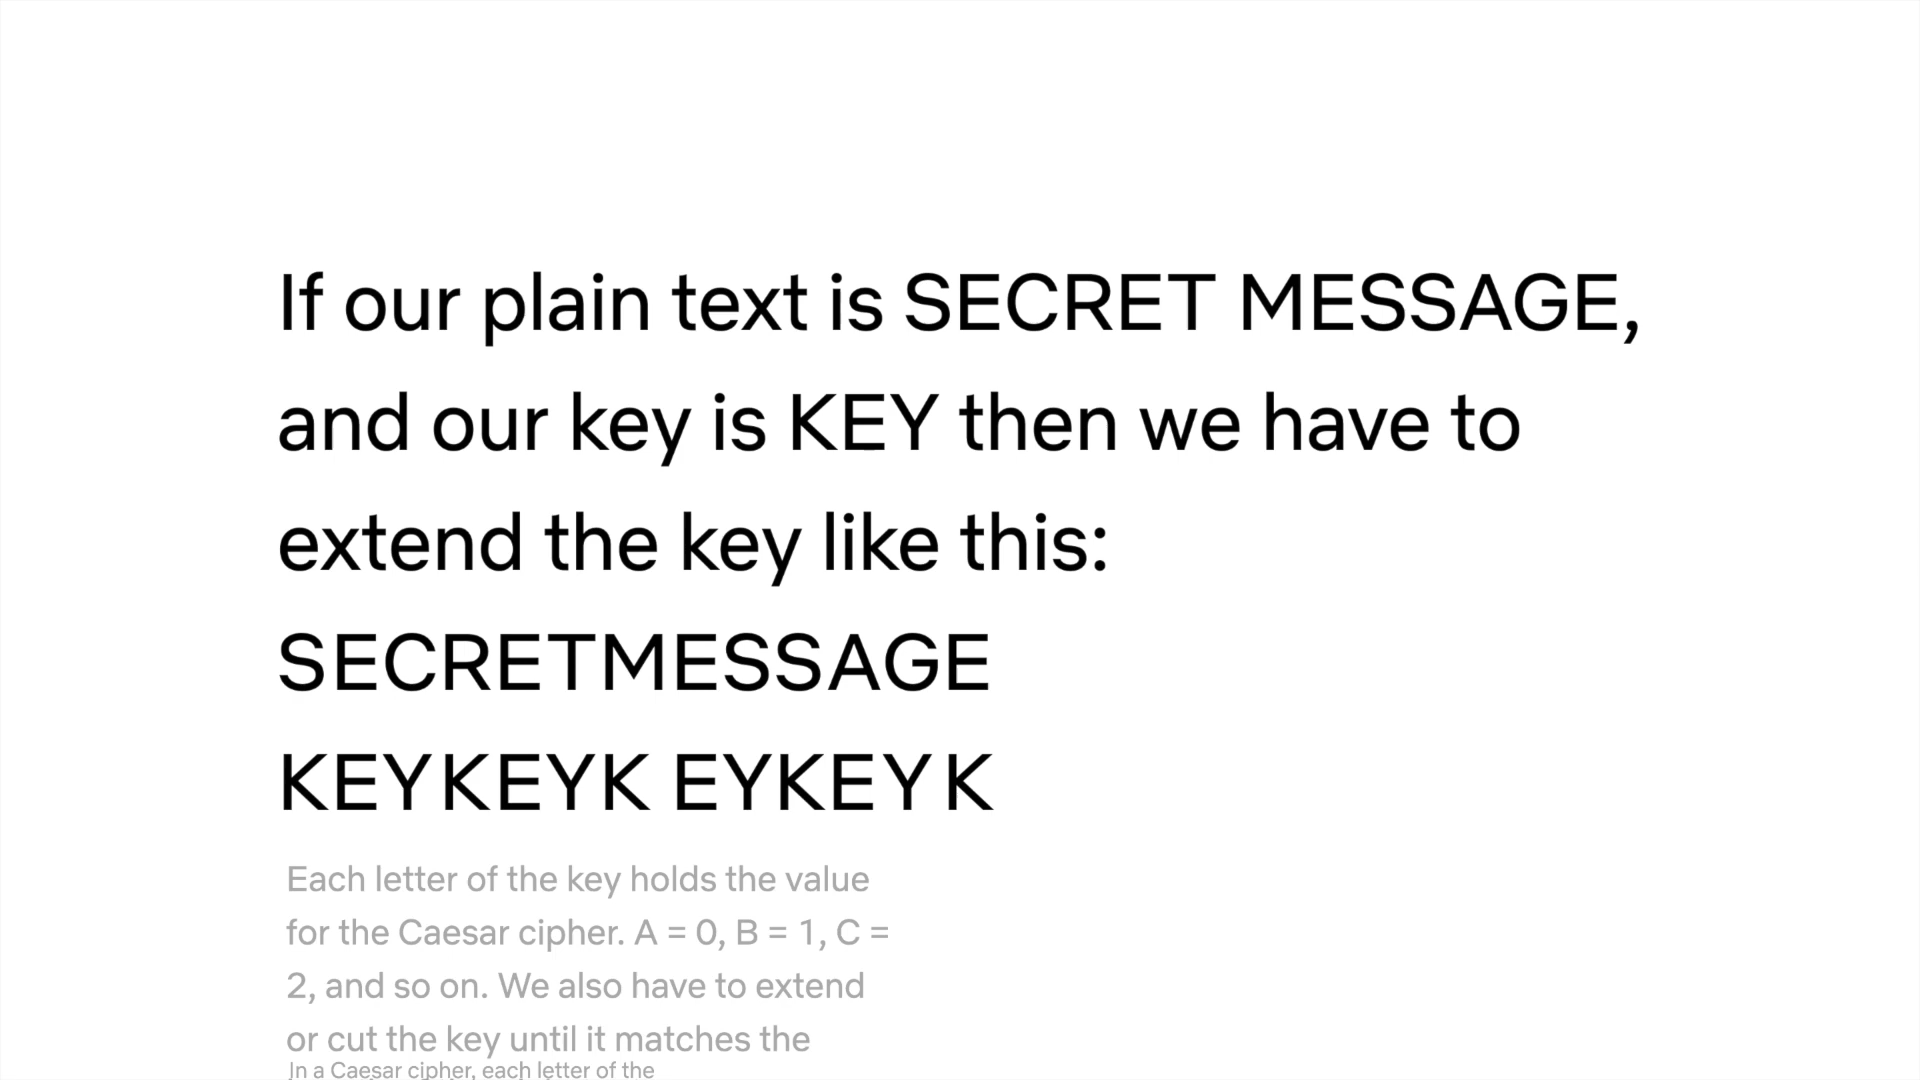 If our plain text is SECRET MESSAGE,
and our key is KEY then we have to
extend the key like this:
SECRETMESSAGE
KEYKEYK EYKEY K
Each letter of the key holds the value
for the Caesar cipher. A = 0, B = 1, C =
2, and so on. We also have to extend
or cut the key until it matches the
In a Caesar cipher, each letter of the